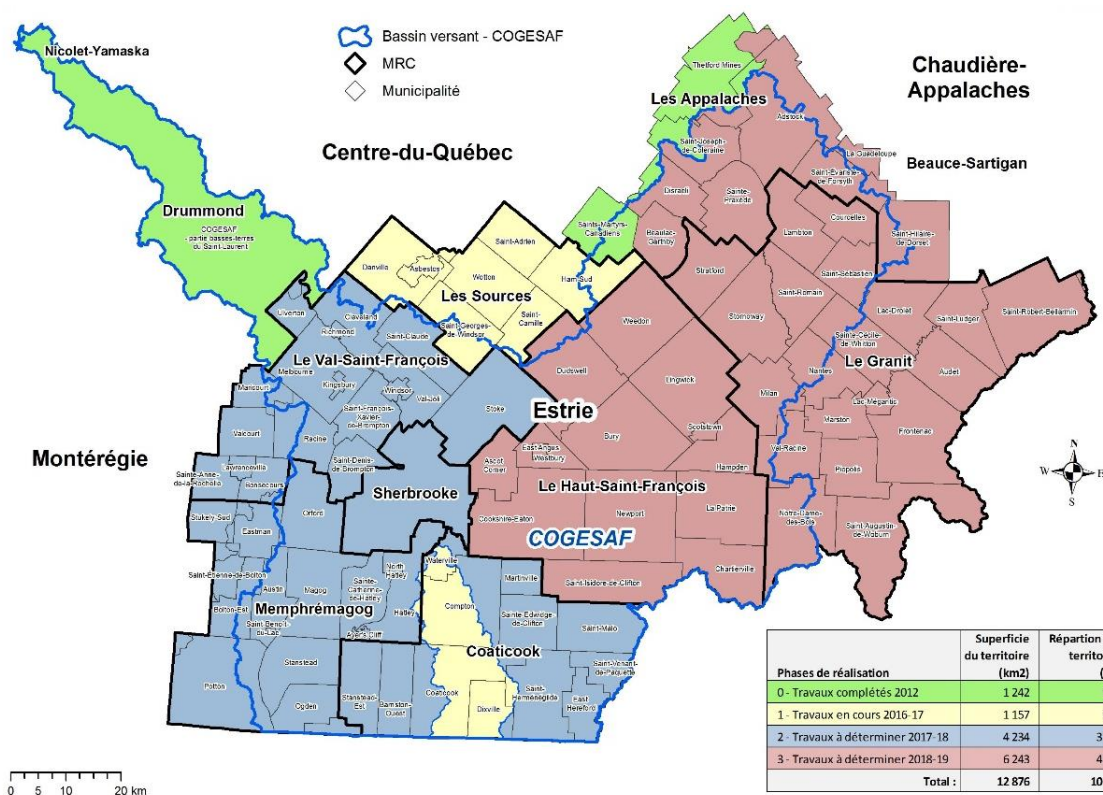 Nicolet-Yamaska
Bassin versant - COGESAF
MRC
Municipalité
Centre-du-Québec
Chaudière-
Appalaches
Beauce-Sartigan
Montérégie
Drummond
COGESAF
- partie basses-terres
du Saint-Laurent
Les Appalaches
Thetford Mines
Adstock
Saint-Joseph-
de-Coleraine
La Guadeloupe
Saint-Évariste-
de-Forsyth
Disraeli
Sainte-
Praxède
Saints-Martyrs-
Canadiens
Beaulac-
Garthby
Courcelles
Lambton
Saint-Hilaire-
de-Dorset
Saint-Adrien
Danville
Asbestos
Wotton
Ham-Sud
Les Sources
Saint-
Camille
Saint-Georges-
de-Windsor
Stratford
Saint-Sébastien
Saint-Romain
Stornoway
Lac-Drolet
Saint-Ludger
Saint-Robert-Bellarmin
Sainte-Cécile-
de-Whitton
Le Granit
Nantes
Audet
Milan
Lac-Mégantic
Marston
Frontenac
Val-Racine
Piopolis
Notre-Dame-
des-Bois
Saint-Augustin-
de-Woburn
Ulverton
Cleveland
Richmond
Saint-Claude
Le Val-Saint-François
Melbourne
Kingsbury
Windsor
Val-Joli
Maricourt
Saint-François-
Xavier-
de-Brompton
Stoke
Valcourt
Racine
Saint-Denis-
de-Brompton
Lawrenceville
Sainte-Anne-
de-la-Rochelle
Bonsecours
Weedon
Dudswell
Lingwick
Estrie
Bury
Scotstown
East Angus
Westbury
Ascot
Corner
Hampden
Le Haut-Saint-François
Cookshire-Eaton
Newport
La Patrie
COGESAF
Chartierville
Saint-Isidore-de-Clifton
Sherbrooke
Orford
Stukely-Sud
Eastman
Saint-Étienne-de-Bolton
Austin
Magog
North
Hatley
Sainte-
Catherine-
de-Hatley
Bolton-Est
Memphrémagog
Hatley
Saint-Benoît-
du-Lac
Ayer's Cliff
Stanstead
Potton
Ogden
Waterville
Compton
Martinville
Sainte-Edwidge-
de-Clifton
Saint-Malo
Coaticook
Saint-Venant-
de-Paquette
Stanstead-
Est
Barnston-
Ouest
Coaticook
Dixville
Saint-
Herménégilde
East
Hereford
N
W
E
S
Phases de réalisation
Superficie
du territoire
(km2)
Répartion
territo
(
0 - Travaux complétés 2012 1 242
1 - Travaux en cours 2016-17 1 157
2 - Travaux à déterminer 2017-18 4 234 3
3 - Travaux à déterminer 2018-19 6 243 4
Total : 12 876 10
0 5 10 20 km